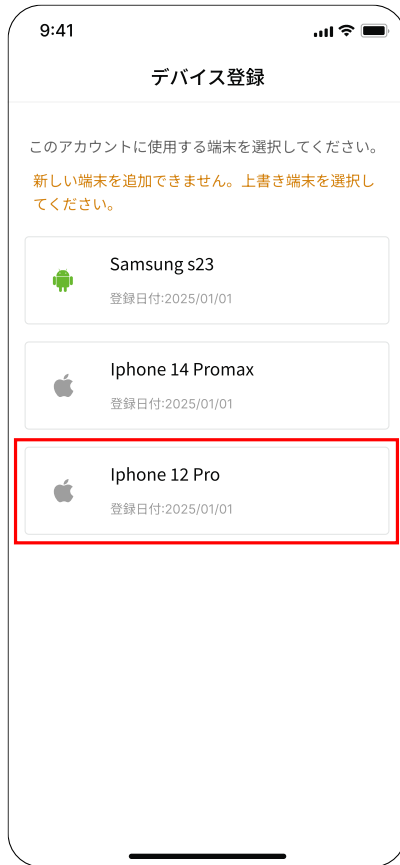 9:41
デバイス登録
このアカウントに使用する端末を選択してください。
新しい端末を追加できません。上書き端末を選択し
てください。
Samsung s23
登録日付:2025/01/01
Iphone 14 Promax
登録日付:2025/01/01
Iphone 12 Pro
登録日付:2025/01/01